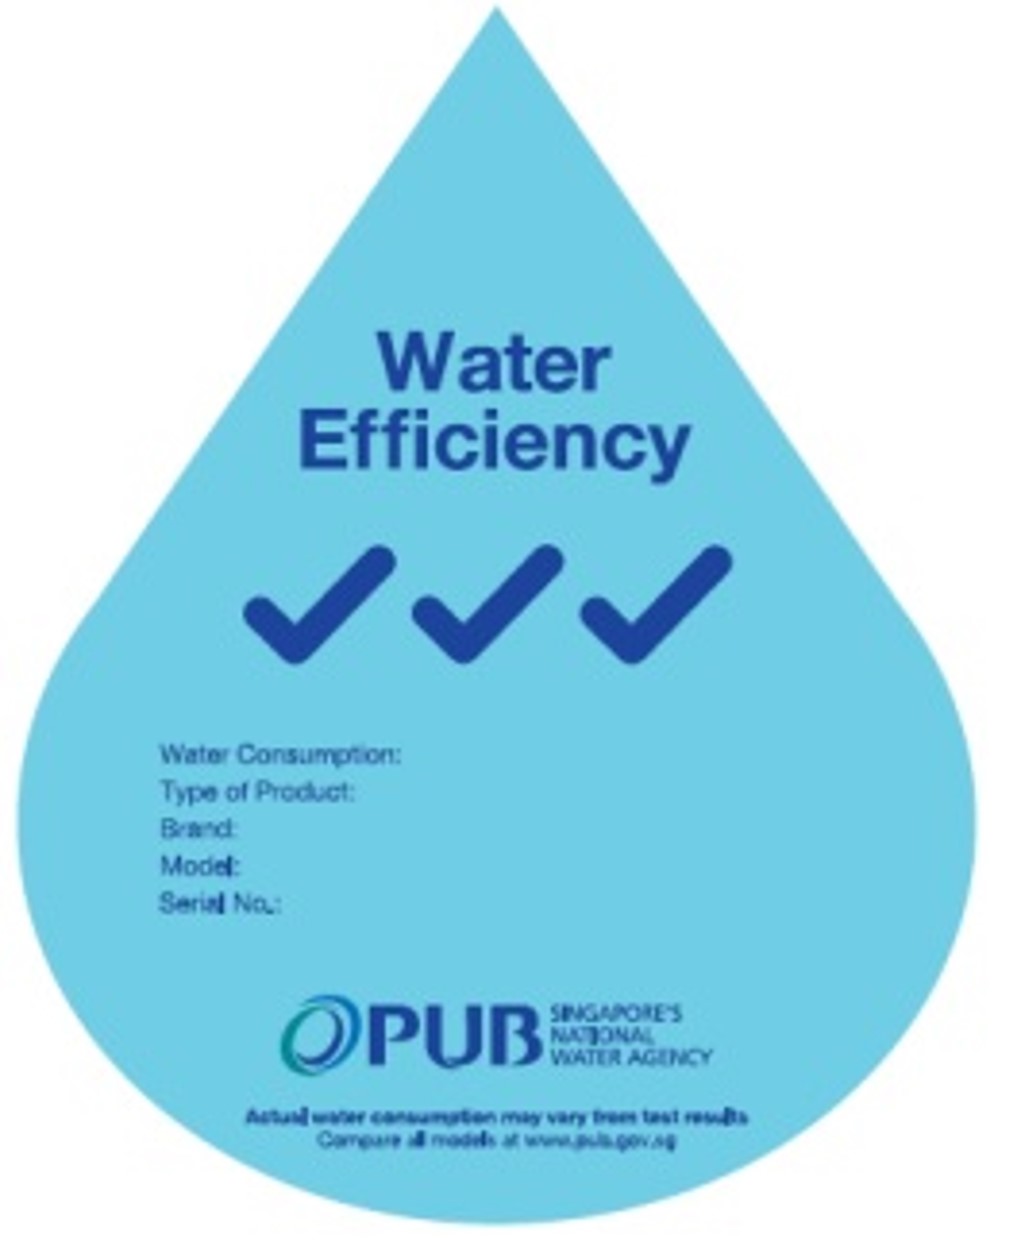 Water
Efficiency
Water Consumption:
Type of Product:
Brand:
Model:
Serial No.:
PUB SINGAPORE'S
NATIONAL
WATER AGENCY
Actual water consumption may vary from test results
Compare all models at www.pub.gov.sg